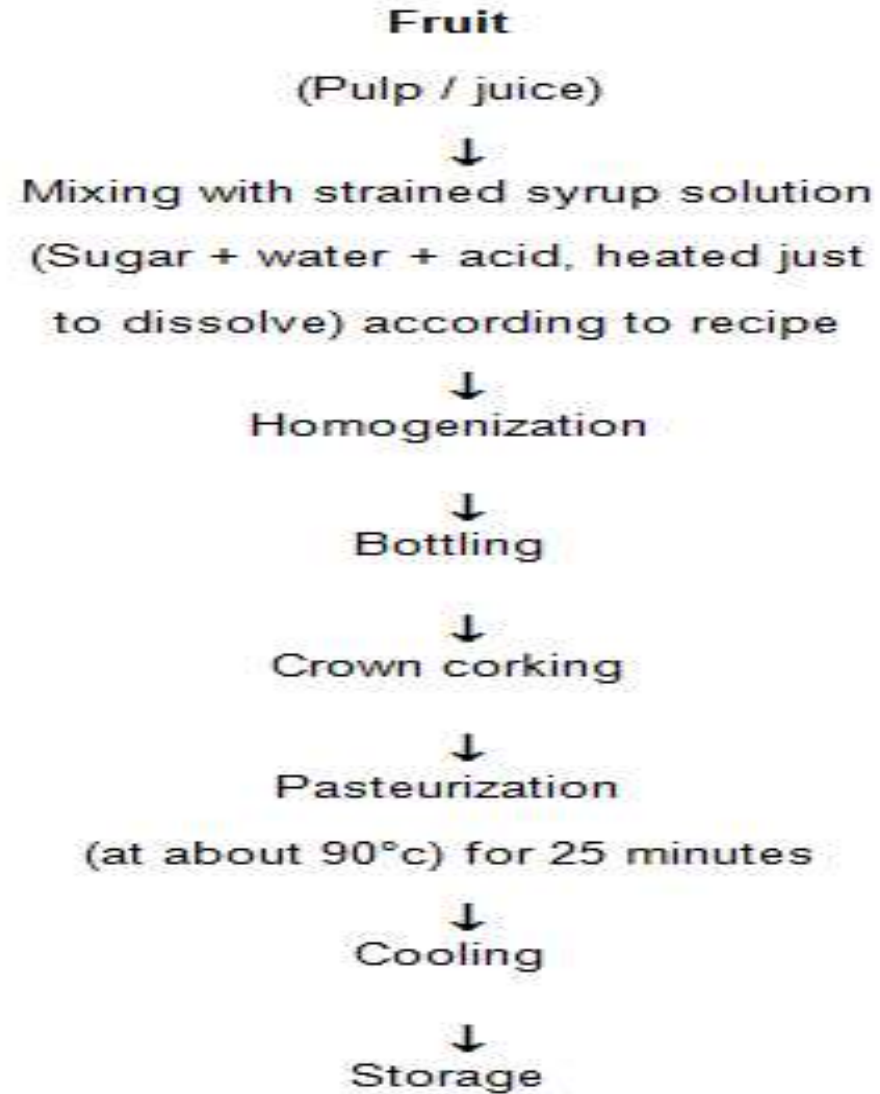 Fruit
(Pulp / juice)
↓
Mixing with strained syrup solution
(Sugar + water + acid, heated just
to dissolve) according to recipe
↓
Homogenization
↓
Bottling
↓
Crown corking
↓
Pasteurization
(at about 90°c) for 25 minutes
↓
Cooling
↓
Storage